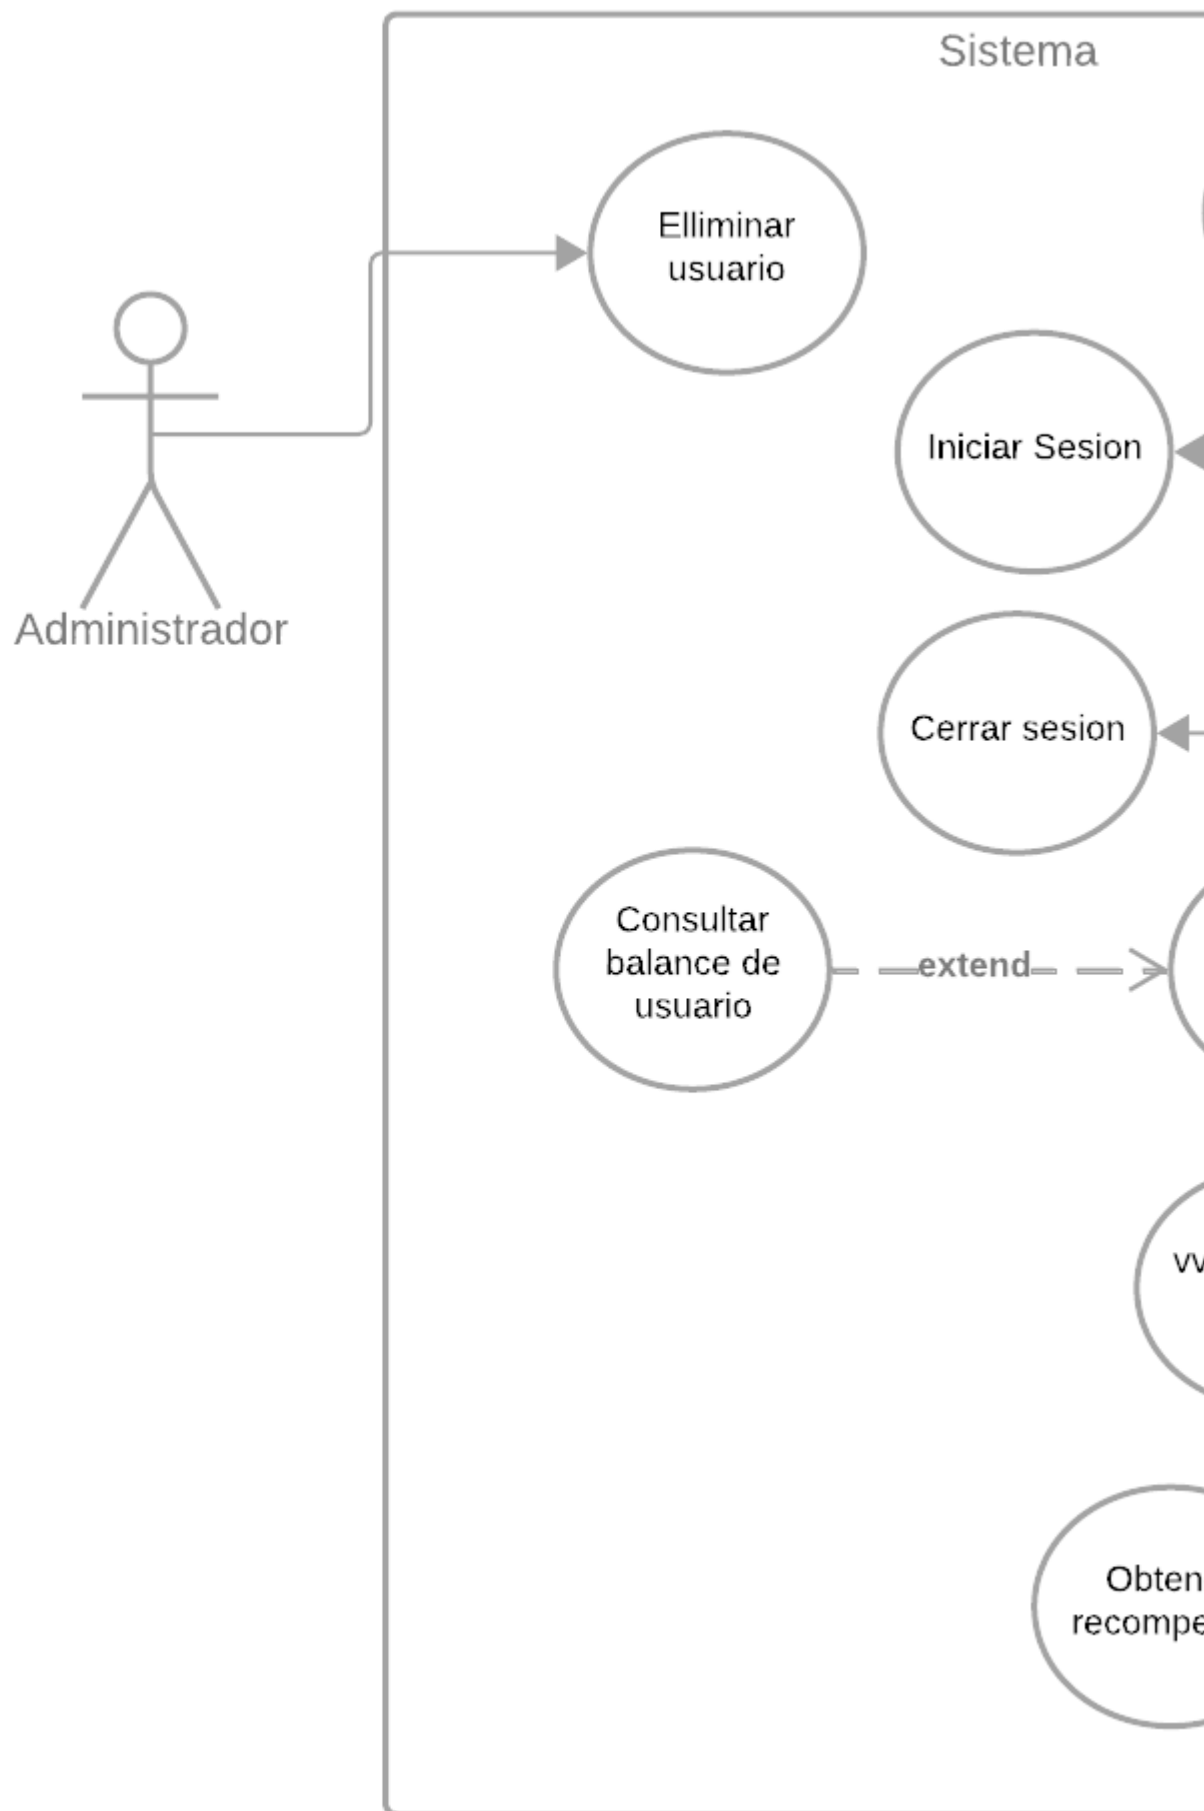 Sistema
Elliminar
usuario
Iniciar Sesion
Administrador
Cerrar sesion
Consultar
balance de
usuario
extend